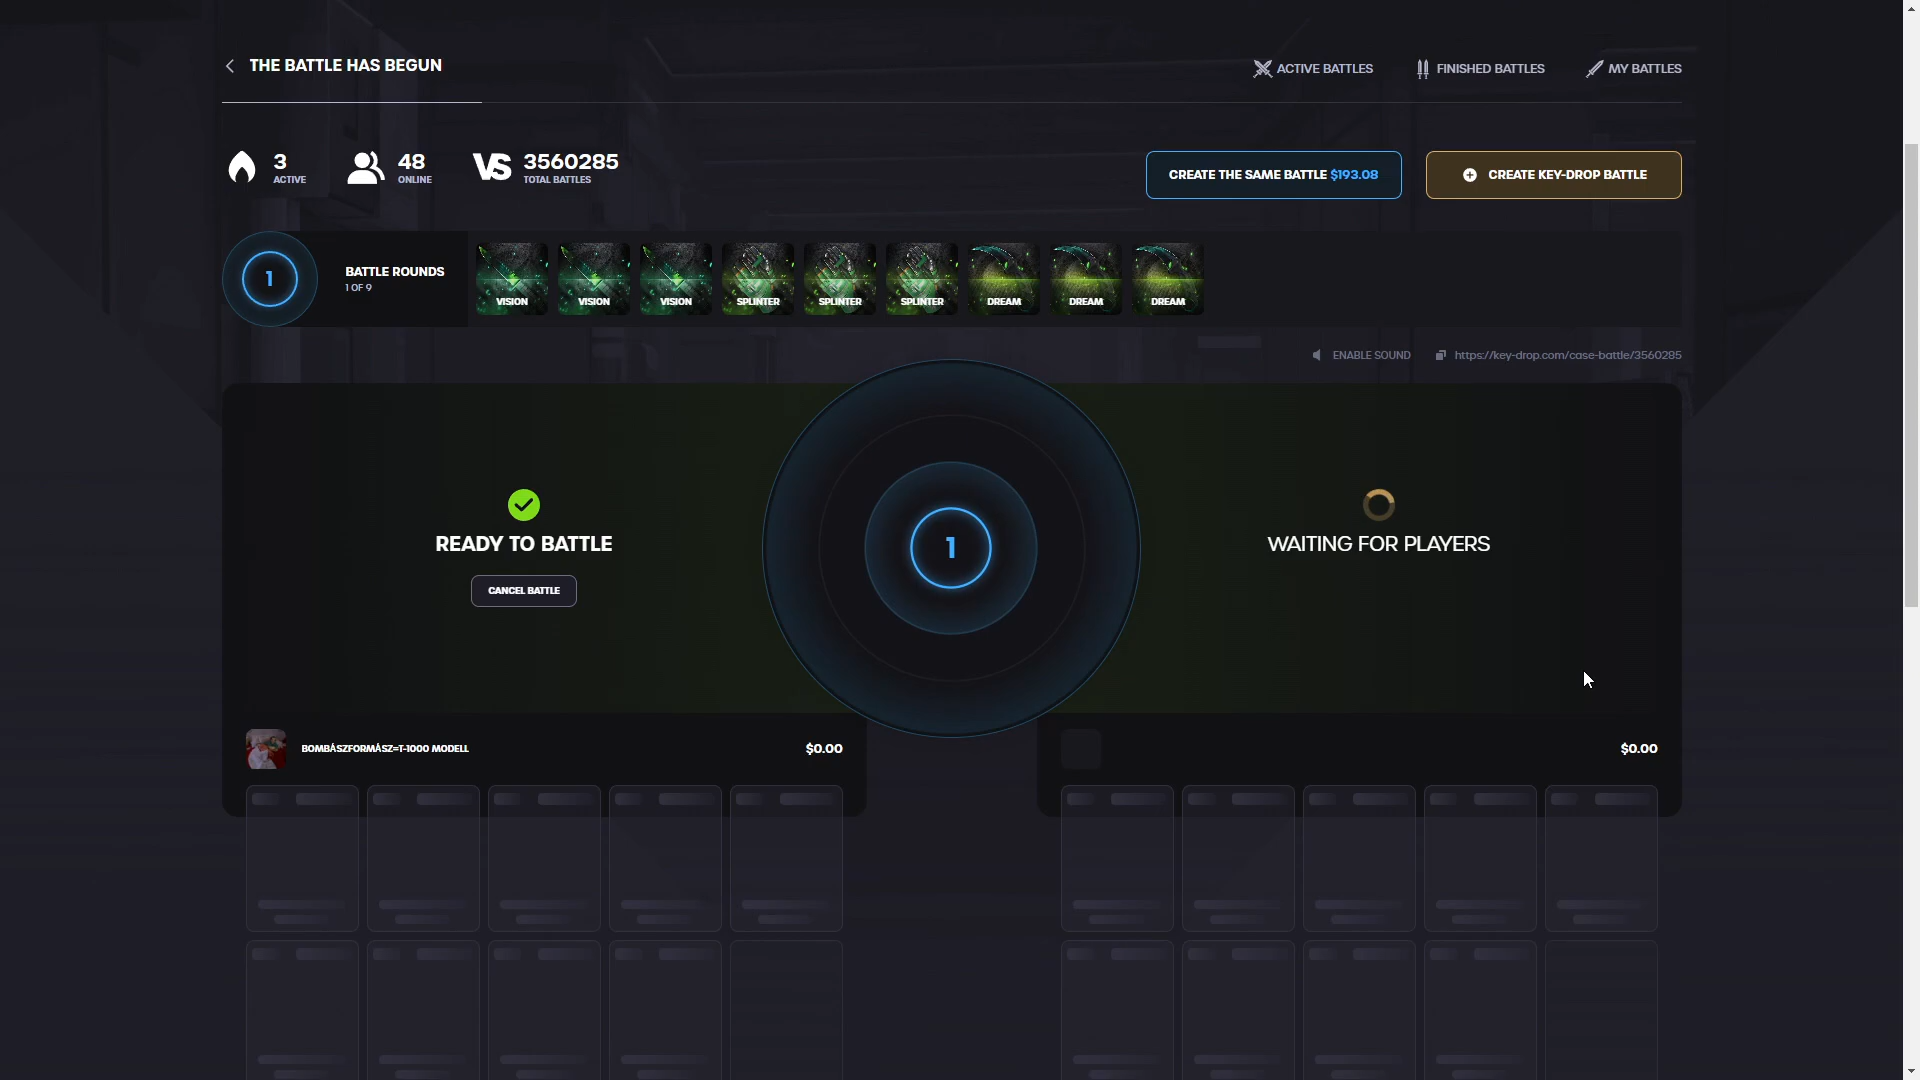 THE BATTLE HAS BEGUN
ACTIVE BATTLES
FINISHED BATTLES
MY BATTLES
3
ACTIVE
48
ONLINE
VS
3560285
TOTAL BATTLES
CREATE THE SAME BATTLE $193.08
CREATE KEY-DROP BATTLE
1
BATTLE ROUNDS
1 OF 9
VISION
VISION
VISION
SPLINTER
SPLINTER
SPLINTER
DREAM
DREAM
DREAM
ENABLE SOUND
https://key-drop.com/case-battle/3560285
READY TO BATTLE
CANCEL BATTLE
1
WAITING FOR PLAYERS
BOMBÁSZFORMÁSZ=T-1000 MODELL
$0.00
$0.00